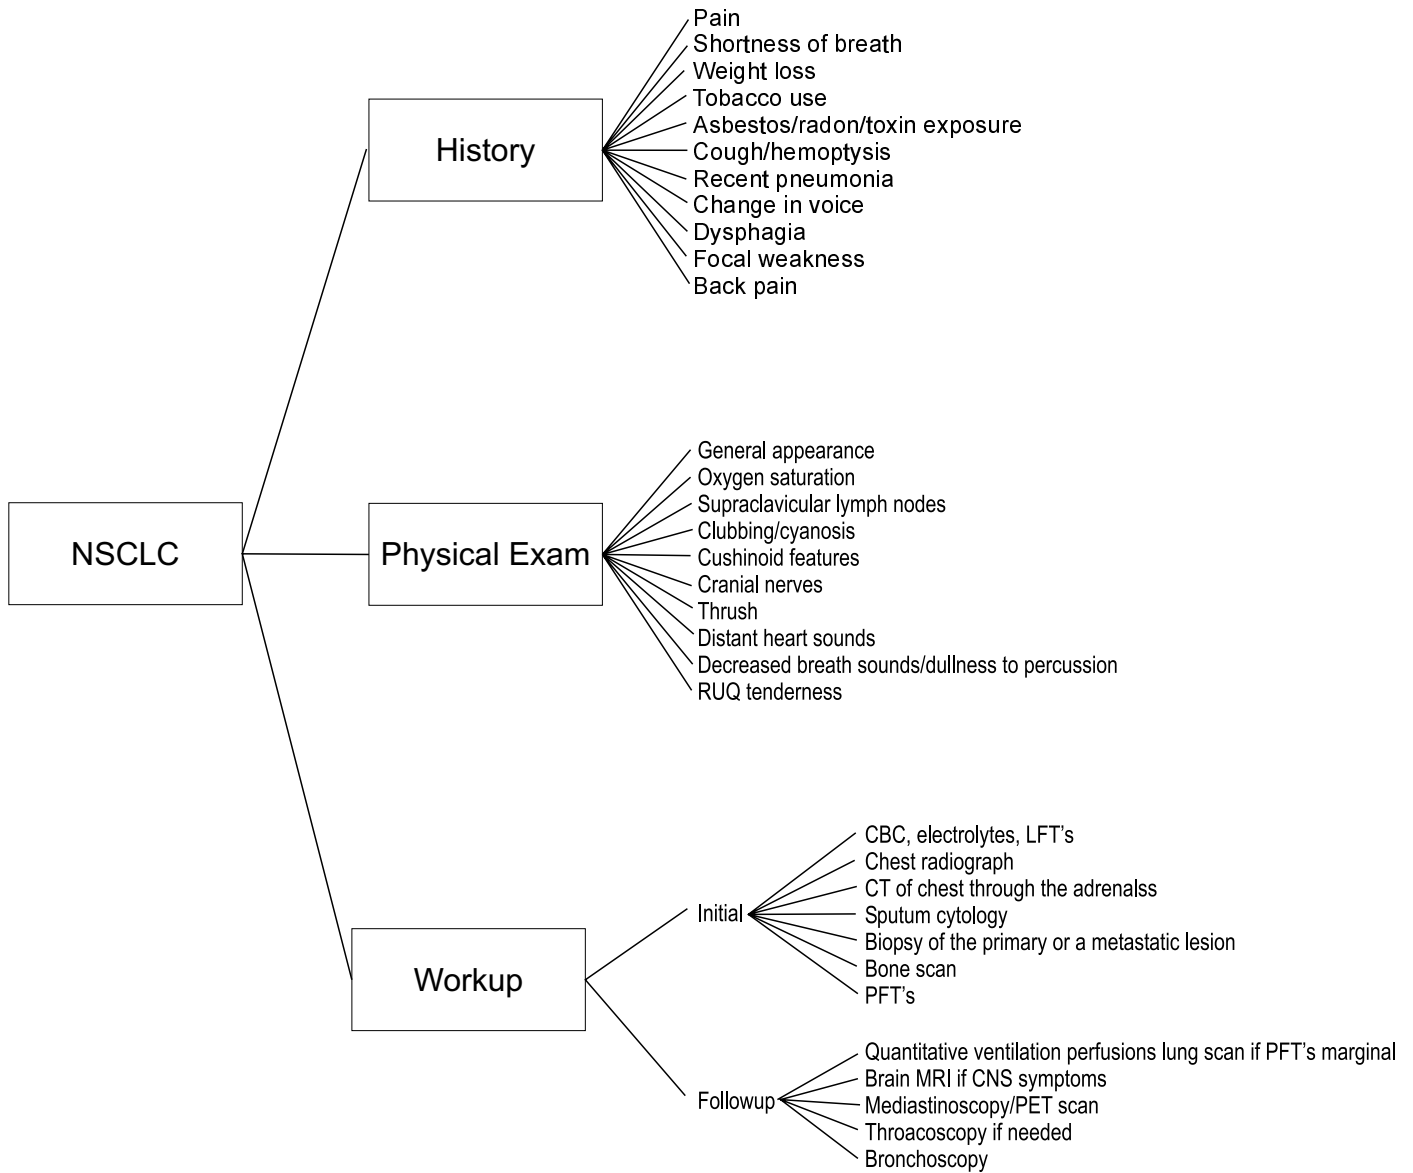 NSCLC
History
Pain
Shortness of breath
Weight loss
Tobacco use
Asbestos/radon/toxin exposure
Cough/hemoptysis
Recent pneumonia
Change in voice
Dysphagia
Focal weakness
Back pain
Physical Exam
General appearance
Oxygen saturation
Supraclavicular lymph nodes
Clubbing/cyanosis
Cushinoid features
Cranial nerves
Thrush
Distant heart sounds
Decreased breath sounds/dullness to percussion
RUQ tenderness
Workup
Initial
CBC, electrolytes, LFT’s
Chest radiograph
CT of chest through the adrenalss
Sputum cytology
Biopsy of the primary or a metastatic lesion
Bone scan
PFT’s
Followup
Quantitative ventilation perfusions lung scan if PFT’s marginal
Brain MRI if CNS symptoms
Mediastinoscopy/PET scan
Throacoscopy if needed
Bronchoscopy